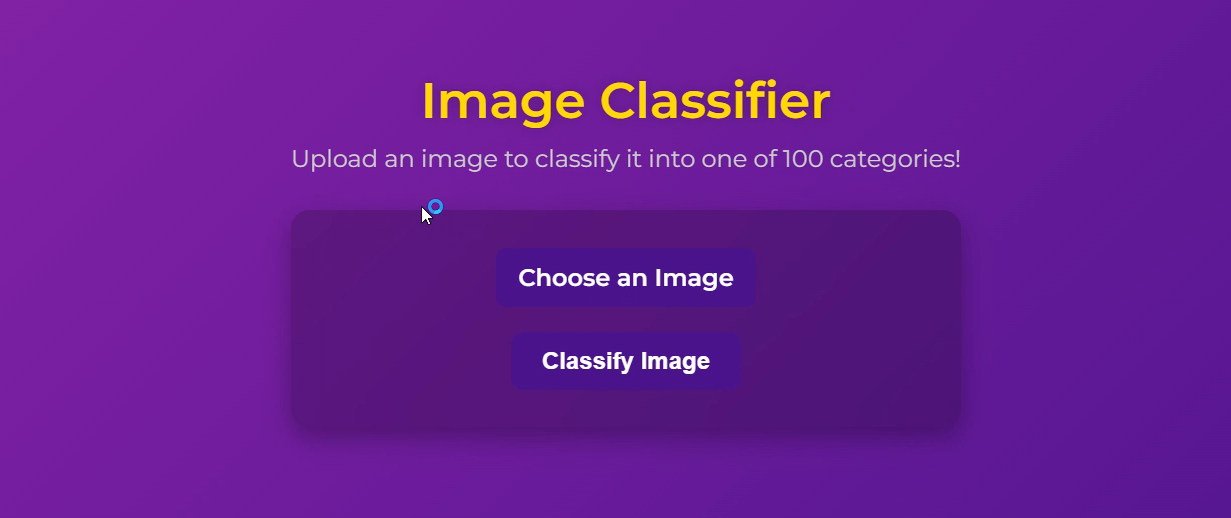 Image Classifier
Upload an image to classify it into one of 100 categories!
Choose an Image
Classify Image